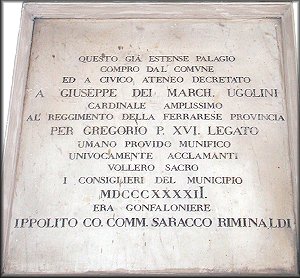 QUESTO GIÀ ESTENSE PALAGIO
COMPRO DAL COMVNE
ED A CIVICO ATENEO DECRETATO
A GIUSEPPE DEI MARCH. UGOLINI
CARDINALE AMPLISSIMO
AL REGGIMENTO DELLA FERRARESE PROVINCIA
PER GREGORIO P. XVI. LEGATO
UMANO PROVIDO MUNIFICO
UNIVOCAMENTE ACCLAMANTI
VOLLERO SACRO
I CONSIGLIERI DEL MUNICIPIO
MDCCCXXXXII.
ERA GONFALONIERE
IPPOLITO CO. COMM. SARACCO RIMINALDI